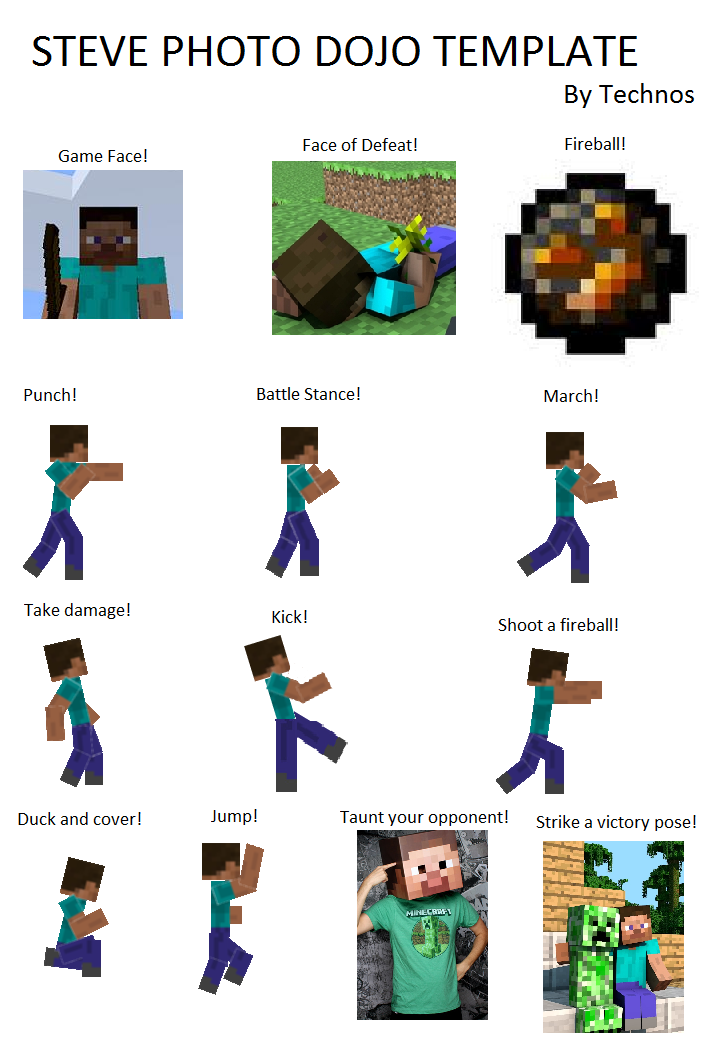 STEVE PHOTO DOJO TEMPLATE
By Technos
Game Face!
Face of Defeat!
Fireball!
Punch!
Battle Stance!
March!
Take damage!
Kick!
Shoot a fireball!
Duck and cover!
Jump!
Taunt your opponent!
Strike a victory pose!
MINECRAFT